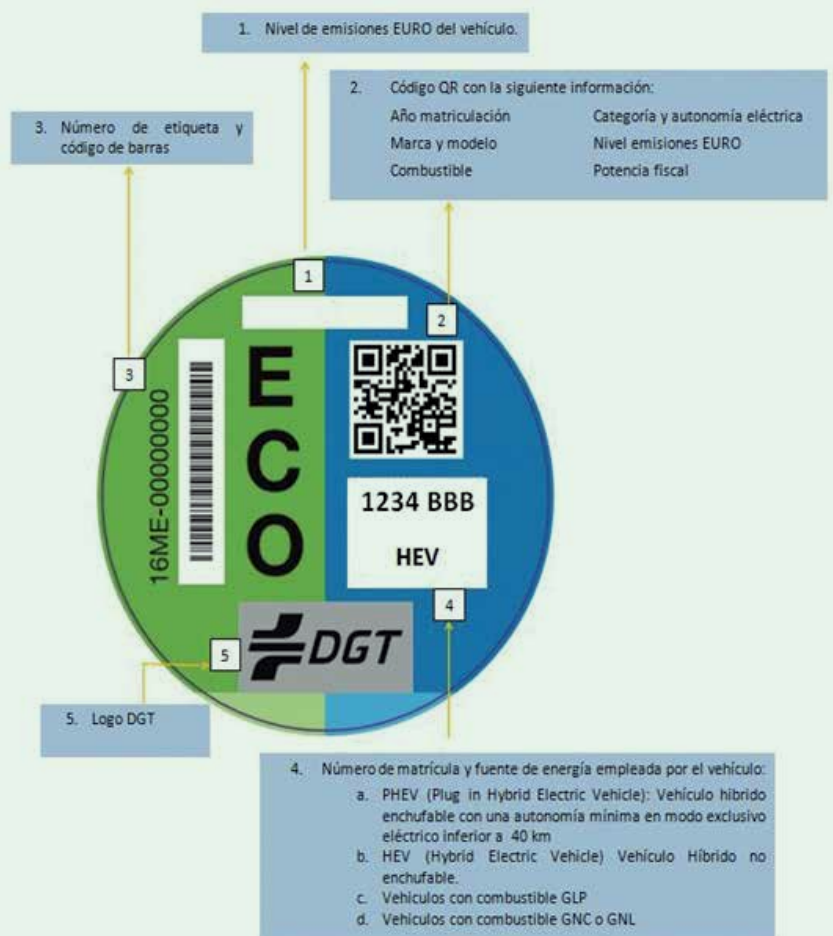 1. Nivel de emisiones EURO del vehículo.
2. Código QR con la siguiente información:
Año matriculación Categoría y autonomía eléctrica
Marca y modelo Nivel emisiones EURO
Combustible Potencia fiscal
3. Número de etiqueta y
código de barras
1
2
3
16ME-00000000
E
C
O
1234 BBB
HEV
4
5
DGT
5. Logo DGT
4. Número de matrícula y fuente de energía empleada por el vehículo:
a. PHEV (Plug in Hybrid Electric Vehicle): Vehículo híbrido
enchufable con una autonomía mínima en modo exclusivo
eléctrico inferior a 40 km
b. HEV (Hybrid Electric Vehicle) Vehículo Híbrido no
enchufable.
c. Vehiculos con combustible GLP
d. Vehiculos con combustible GNC o GNL